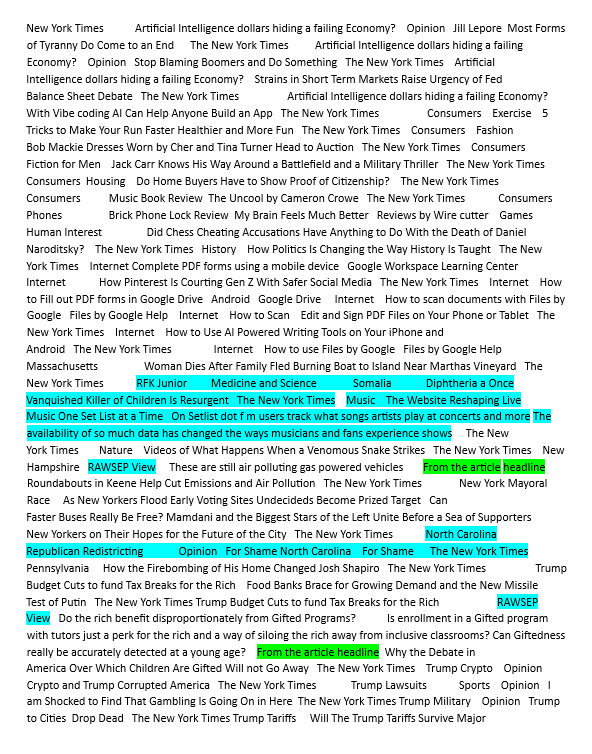 New York Times Artificial Intelligence dollars hiding a failing Economy? Opinion Jill Lepore Most Forms
of Tyranny Do Come to an End The New York Times Artificial Intelligence dollars hiding a failing
Economy? Opinion Stop Blaming Boomers and Do Something The New York Times Artificial
Intelligence dollars hiding a failing Economy? Strains in Short Term Markets Raise Urgency of Fed
Balance Sheet Debate The New York Times Artificial Intelligence dollars hiding a failing Economy?
With Vibe coding AI Can Help Anyone Build an App The New York Times Consumers Exercise 5
Tricks to Make Your Run Faster Healthier and More Fun The New York Times Consumers Fashion
Bob Mackie Dresses Worn by Cher and Tina Turner Head to Auction The New York Times Consumers
Fiction for Men Jack Carr Knows His Way Around a Battlefield and a Military Thriller The New York Times
Consumers Housing Do Home Buyers Have to Show Proof of Citizenship? The New York Times
Consumers Music Book Review The Uncool by Cameron Crowe The New York Times Consumers
Phones Brick Phone Lock Review My Brain Feels Much Better Reviews by Wire cutter Games
Human Interest Did Chess Cheating Accusations Have Anything to Do With the Death of Daniel
Naroditsky? The New York Times History How Politics Is Changing the Way History Is Taught The New
York Times Internet Complete PDF forms using a mobile device Google Workspace Learning Center
Internet How Pinterest Is Courting Gen Z With Safer Social Media The New York Times Internet How
to Fill out PDF forms in Google Drive Android Google Drive Internet How to scan documents with Files by
Google Files by Google Help Internet How to Scan Edit and Sign PDF Files on Your Phone or Tablet The
New York Times Internet How to Use AI Powered Writing Tools on Your iPhone and
Android The New York Times Internet How to use Files by Google Files by Google Help
Massachusetts Woman Dies After Family Fled Burning Boat to Island Near Marthas Vineyard The
New York Times RFK Junior Medicine and Science Somalia Diphtheria a Once
Vanquished Killer of Children Is Resurgent The New York Times Music The Website Reshaping Live
Music One Set List at a Time On Setlist dot f m users track what songs artists play at concerts and more The
availability of so much data has changed the ways musicians and fans experience shows The New
York Times Nature Videos of What Happens When a Venomous Snake Strikes The New York Times New
Hampshire RAWSEP View These are still air polluting gas powered vehicles From the article headline
Roundabouts in Keene Help Cut Emissions and Air Pollution The New York Times New York Mayoral
Race As New Yorkers Flood Early Voting Sites Undecideds Become Prized Target Can
Faster Buses Really Be Free? Mamdani and the Biggest Stars of the Left Unite Before a Sea of Supporters
New Yorkers on Their Hopes for the Future of the City The New York Times North Carolina
Republican Redistricting Opinion For Shame North Carolina For Shame The New York Times
Pennsylvania How the Firebombing of His Home Changed Josh Shapiro The New York Times Trump
Budget Cuts to fund Tax Breaks for the Rich Food Banks Brace for Growing Demand and the New Missile
Test of Putin The New York Times Trump Budget Cuts to fund Tax Breaks for the Rich RAWSEP
View Do the rich benefit disproportionately from Gifted Programs? Is enrollment in a Gifted program
with tutors just a perk for the rich and a way of siloing the rich away from inclusive classrooms? Can Giftedness
really be accurately detected at a young age? From the article headline Why the Debate in
America Over Which Children Are Gifted Will not Go Away The New York Times Trump Crypto Opinion
Crypto and Trump Corrupted America The New York Times Trump Lawsuits Sports Opinion I
am Shocked to Find That Gambling Is Going On in Here The New York Times Trump Military Opinion Trump
to Cities Drop Dead The New York Times Trump Tariffs Will The Trump Tariffs Survive Major